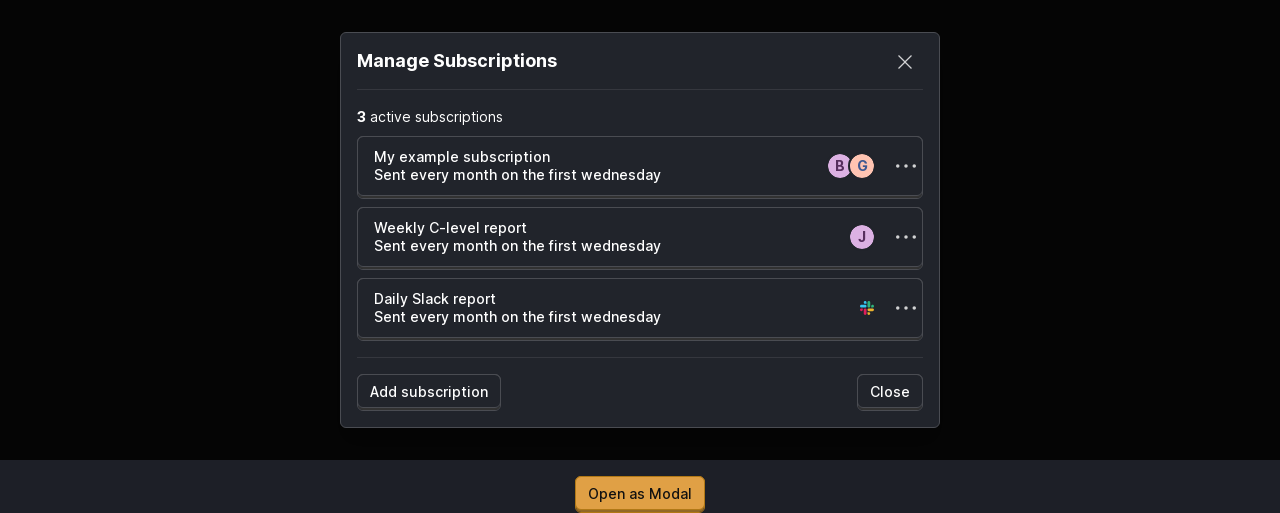 Manage Subscriptions
3 active subscriptions
My example subscription
Sent every month on the first wednesday
B G
Weekly C-level report
Sent every month on the first wednesday
J
Daily Slack report
Sent every month on the first wednesday
Add subscription
Close
Open as Modal